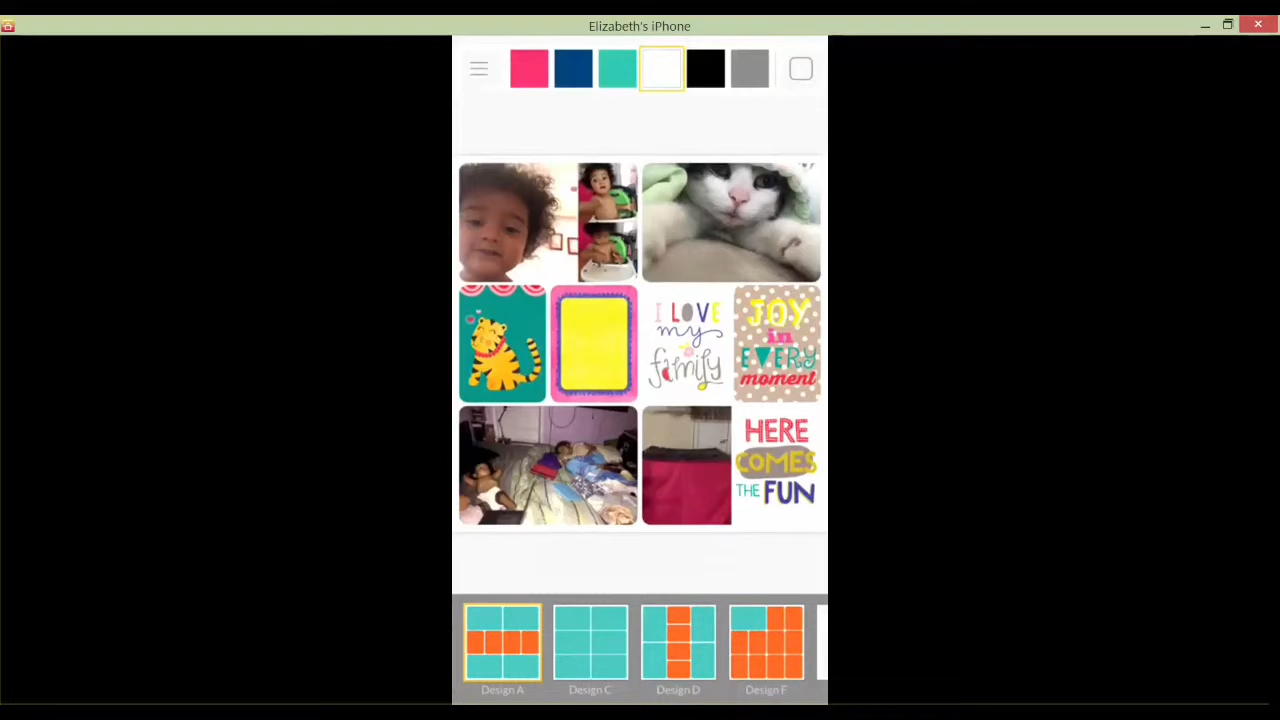 Elizabeth's iPhone
I LOVE
my
family
JOY
in
EVERY
moment
HERE
COMES
THE FUN
Design A
Design C
Design D
Design F